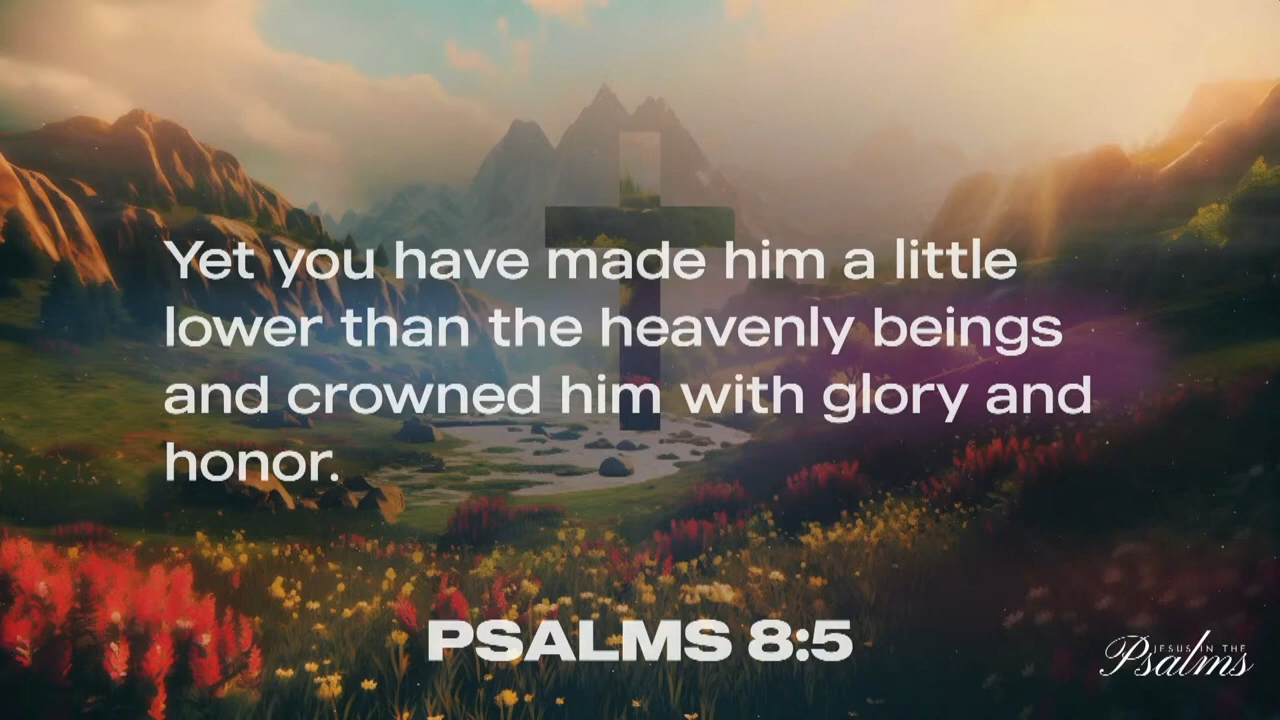 Yet you have made him a little
lower than the heavenly beings
and crowned him with glory and
honor.
PSALMS 8:5
JESUS IN THE
Psalms